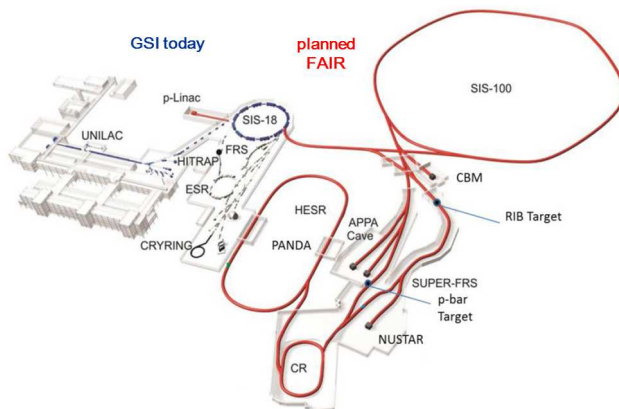 GSI today
planned
FAIR
p-Linac
SIS-18
SIS-100
UNILAC
HITRAP
FRS
ESR
CBM
RIB Target
HESR
APPA
Cave
CRYRING
PANDA
SUPER-FRS
p-bar
Target
NUSTAR
CR